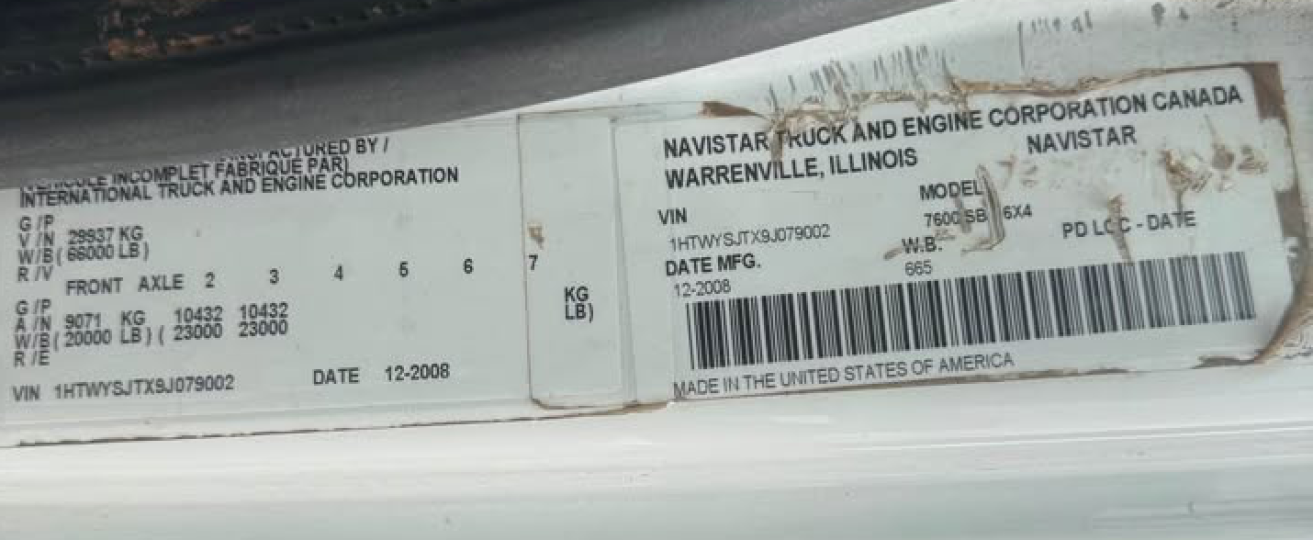 MANUFACTURED BY /
VEHICULE INCOMPLET FABRIQUE PAR)
INTERNATIONAL TRUCK AND ENGINE CORPORATION
G/P
V/N 29937 KG
W/B ( 66000 LB )
R/V
FRONT AXLE 2 3 4 5 6 7
G/P
A/N 9071 KG 10432 10432 KG
W/B ( 20000 LB ) ( 23000 23000 LB)
R/E
VIN 1HTWYSJTX9J079002 DATE 12-2008
NAVISTAR TRUCK AND ENGINE CORPORATION CANADA
WARRENVILLE, ILLINOIS NAVISTAR
VIN MODEL
1HTWYSJTX9J079002 7600 SB 6X4 PD LOC - DATE
DATE MFG. W.B.
12-2008 665
MADE IN THE UNITED STATES OF AMERICA